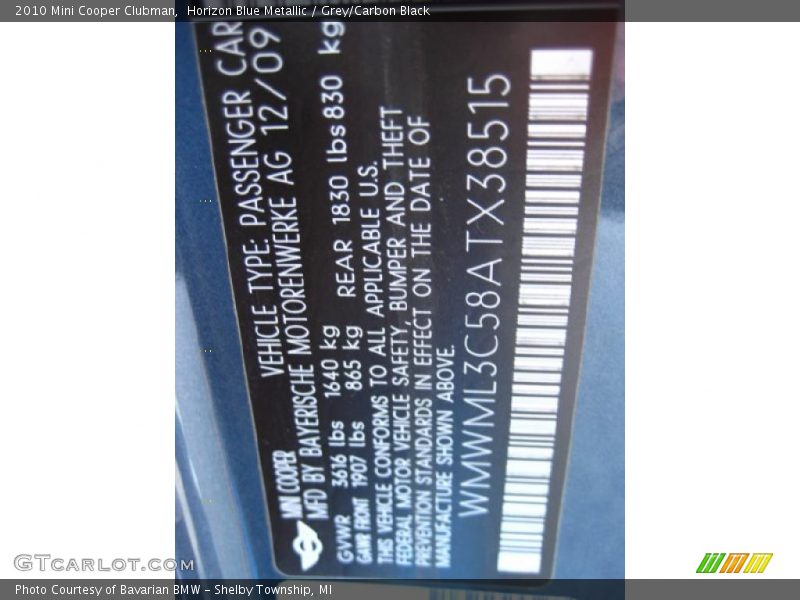 2010 Mini Cooper Clubman, Horizon Blue Metallic / Grey/Carbon Black
MINI COOPER VEHICLE TYPE: PASSENGER CAR
MFD BY BAYERISCHE MOTORENWERKE AG 12/09
GVWR 3616 lbs 1640 kg
GAWR FRONT 1907 lbs 865 kg REAR 1830 lbs 830 kg
THIS VEHICLE CONFORMS TO ALL APPLICABLE U.S.
FEDERAL MOTOR VEHICLE SAFETY, BUMPER AND THEFT
PREVENTION STANDARDS IN EFFECT ON THE DATE OF
MANUFACTURE SHOWN ABOVE.
WMWML3C58ATX38515
GTCarLot.com
Photo Courtesy of Bavarian BMW – Shelby Township, MI